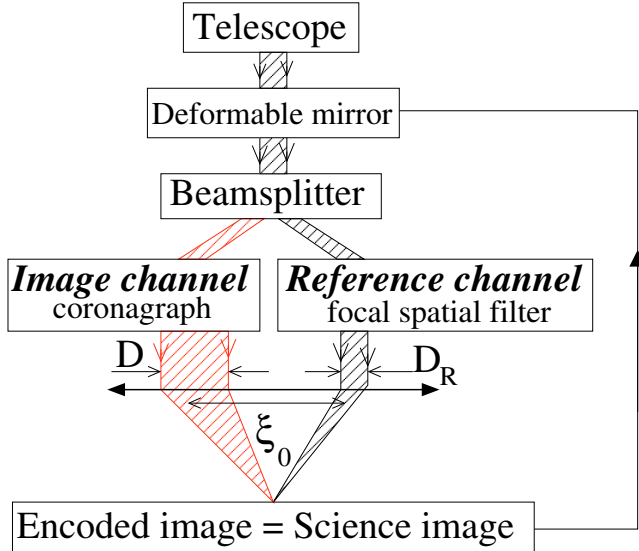 Telescope
Deformable mirror
Beamsplitter
Image channel
coronagraph
Reference channel
focal spatial filter
D
D_R
ξ_0
Encoded image = Science image